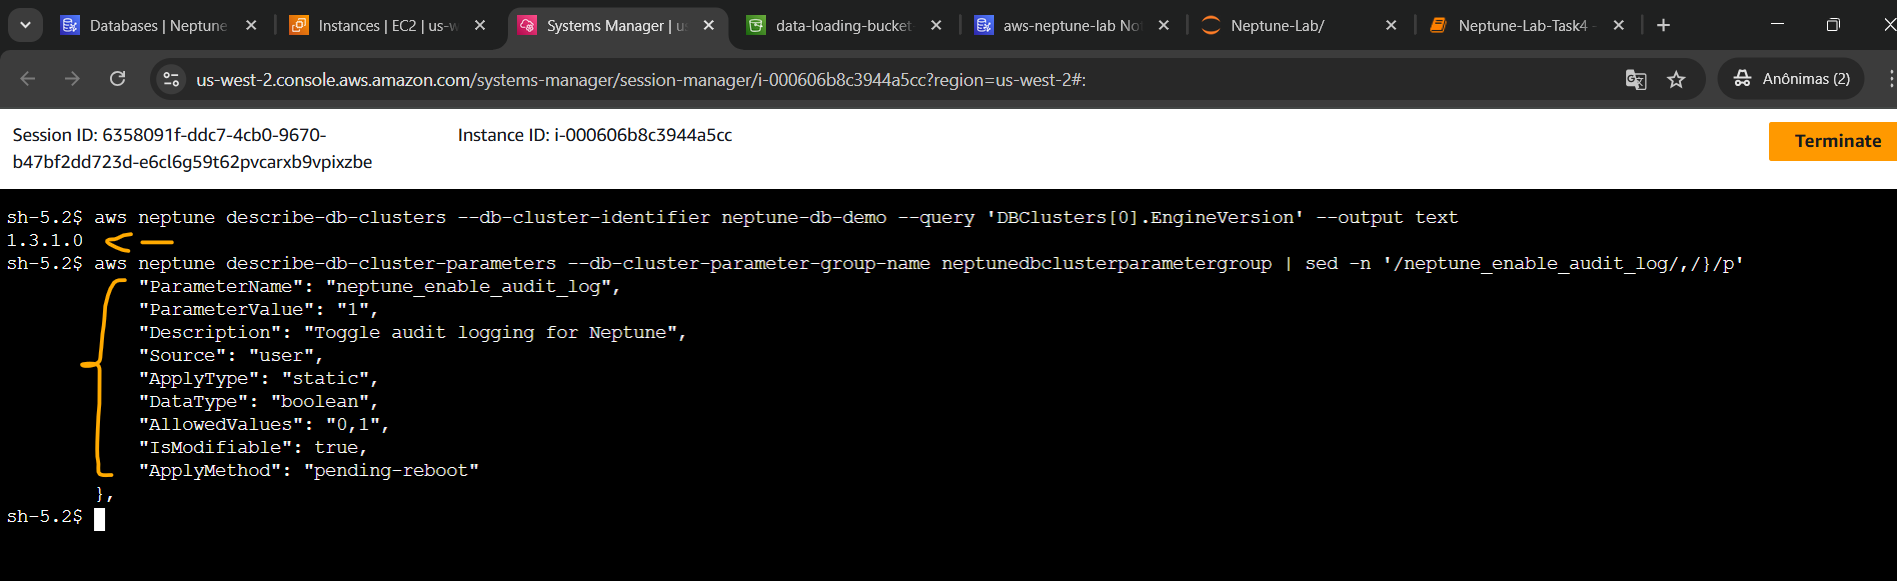 Databases | Neptune
Instances | EC2 | us-w
Systems Manager | us
data-loading-bucket-
aws-neptune-lab Not
Neptune-Lab/
Neptune-Lab-Task4 -
us-west-2.console.aws.amazon.com/systems-manager/session-manager/i-000606b8c3944a5cc?region=us-west-2#:
Anônimas (2)
Session ID: 6358091f-ddc7-4cb0-9670-
b47bf2dd723d-e6cl6g59t62pvcarxb9vpixzbe
Instance ID: i-000606b8c3944a5cc
Terminate
sh-5.2$ aws neptune describe-db-clusters --db-cluster-identifier neptune-db-demo --query 'DBClusters[0].EngineVersion' --output text
1.3.1.0
sh-5.2$ aws neptune describe-db-cluster-parameters --db-cluster-parameter-group-name neptunedbclusterparametergroup | sed -n '/neptune_enable_audit_log/,/}/p'
"ParameterName": "neptune_enable_audit_log",
"ParameterValue": "1",
"Description": "Toggle audit logging for Neptune",
"Source": "user",
"ApplyType": "static",
"DataType": "boolean",
"AllowedValues": "0,1",
"IsModifiable": true,
"ApplyMethod": "pending-reboot"
},
sh-5.2$